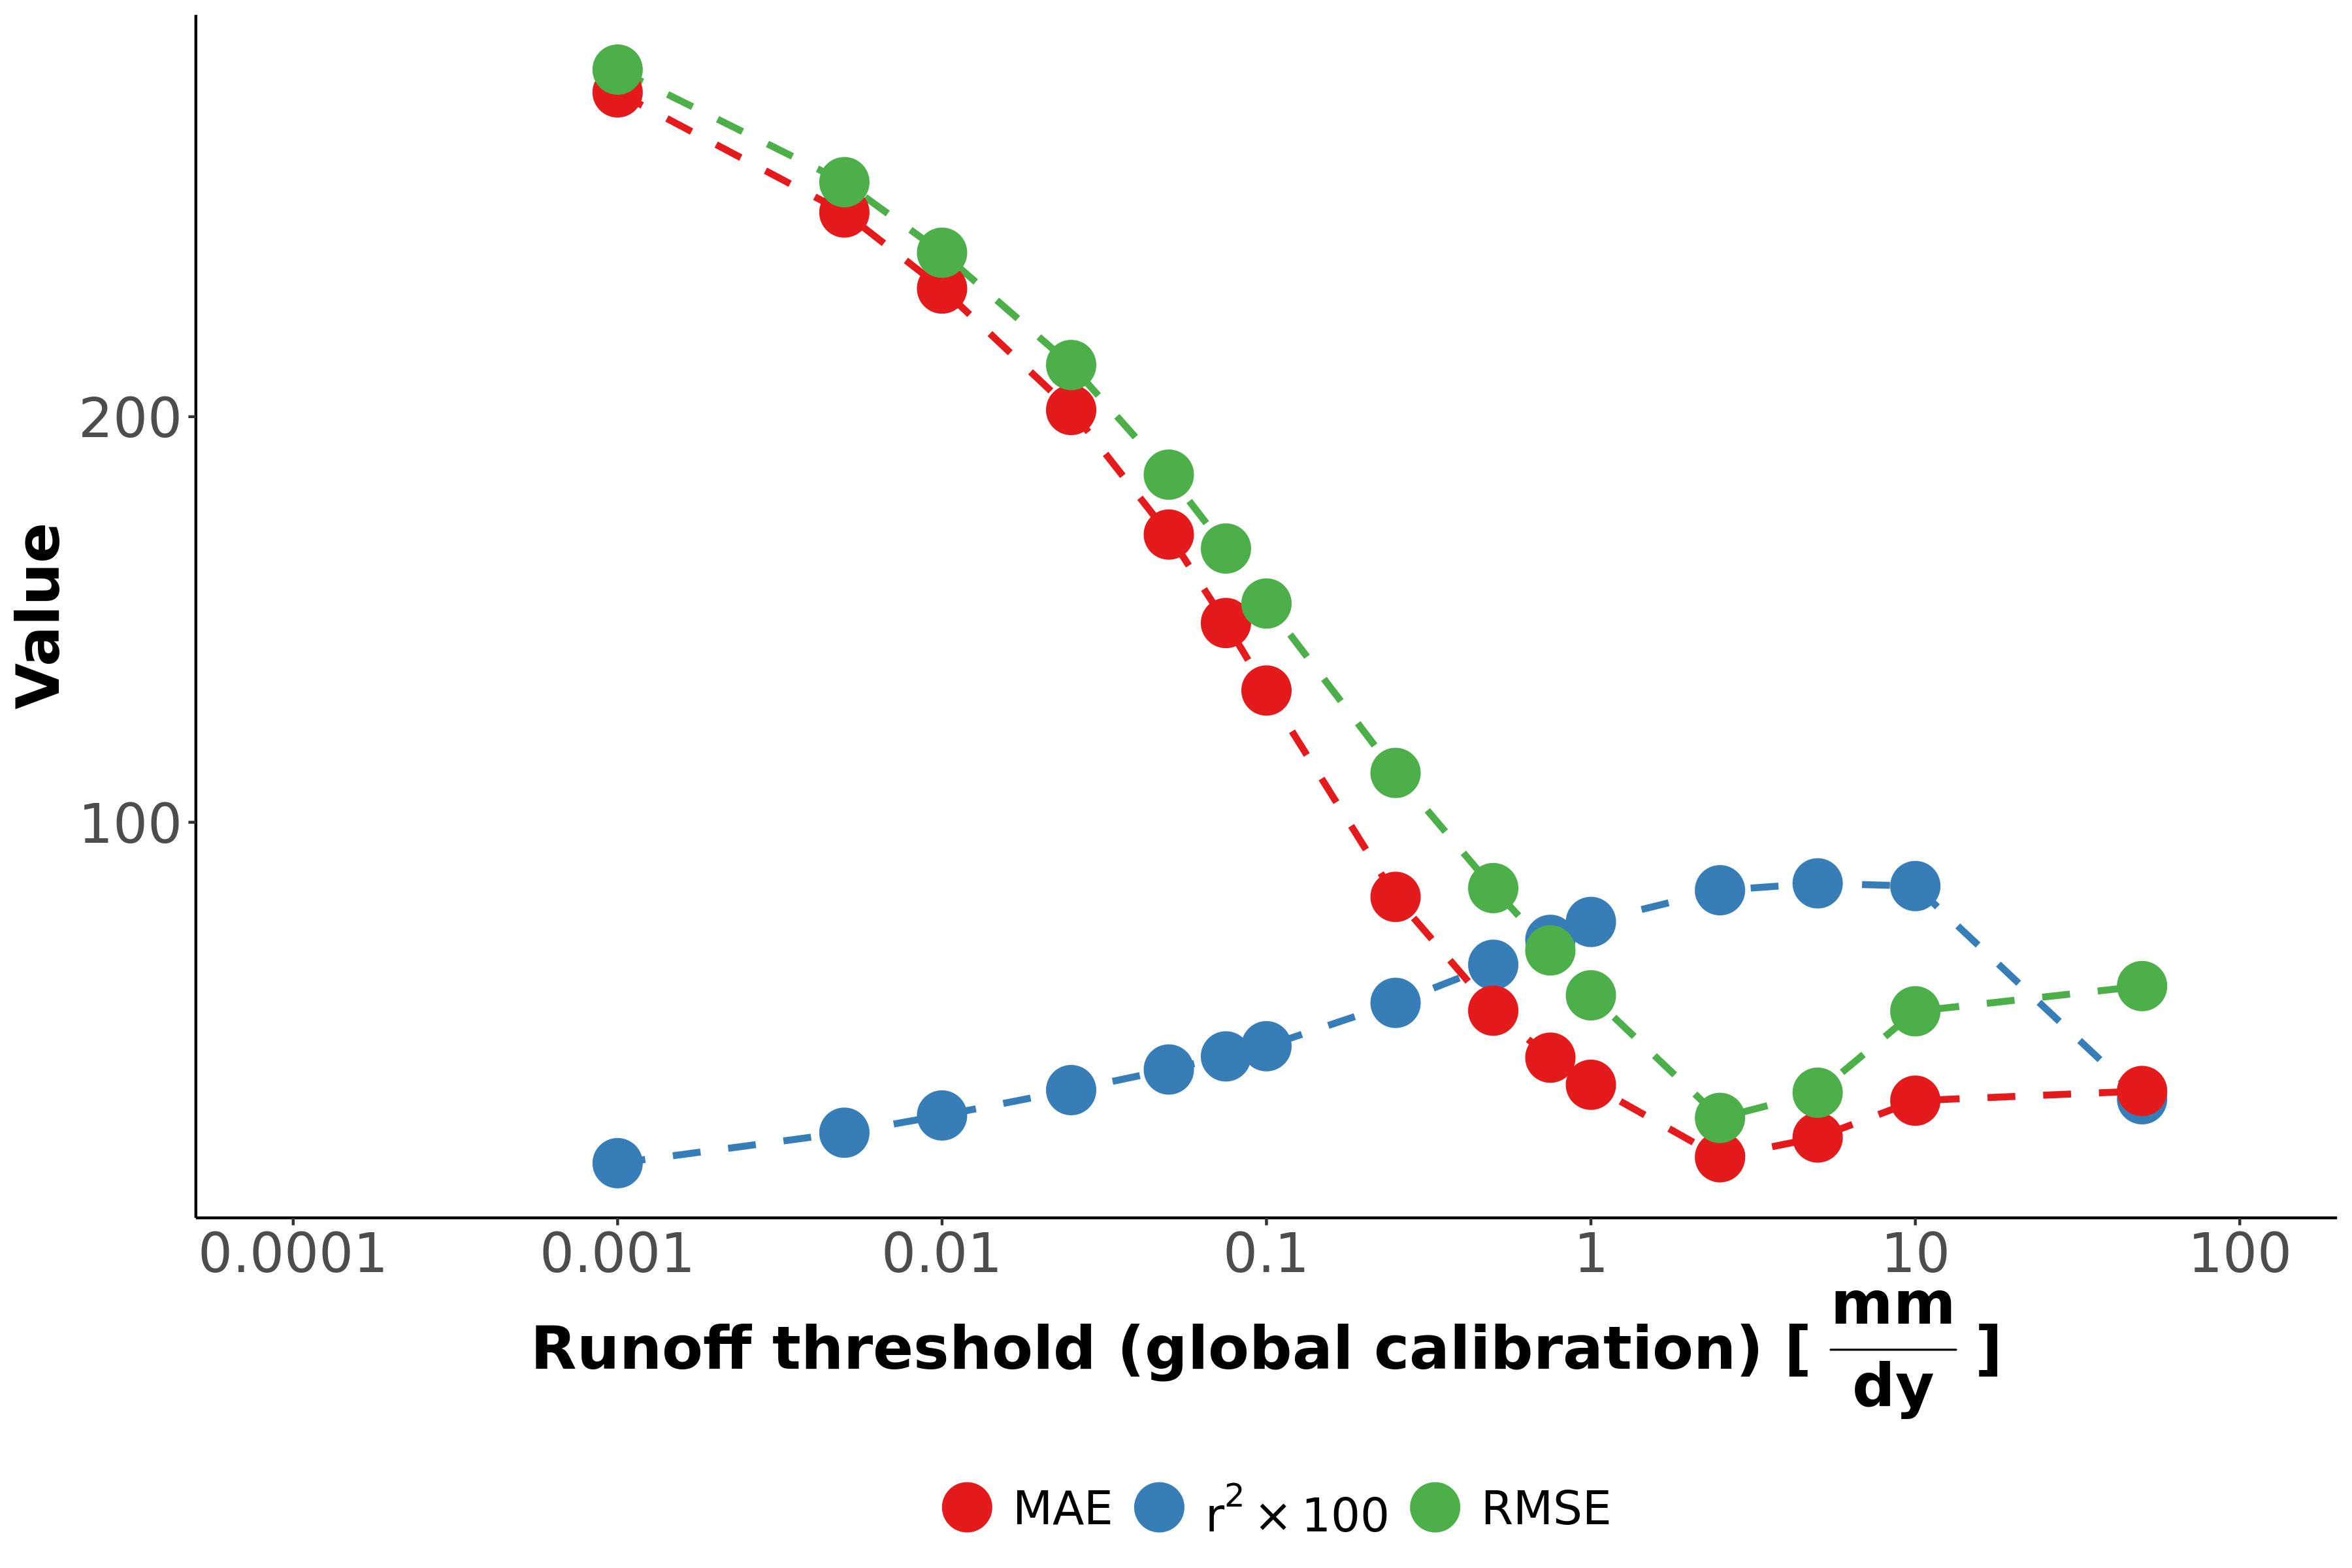 Value
200
100
0.0001 0.001 0.01 0.1 1 10 100
Runoff threshold (global calibration) [ mm/dy ]
MAE r² × 100 RMSE